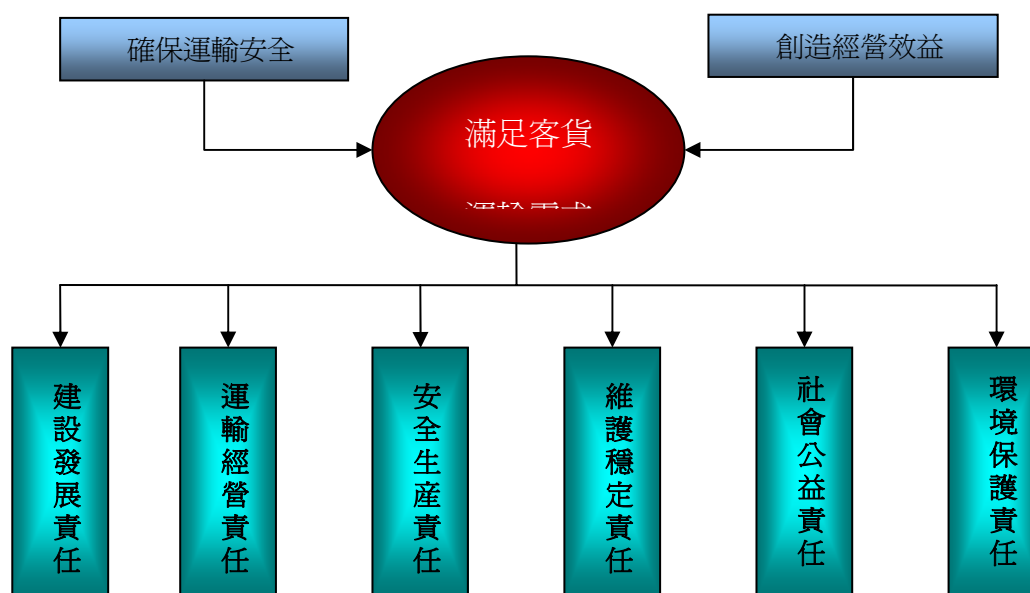 確保運輸安全
創造經營效益
滿足客貨
建設發展責任
運輸經營責任
安全生産責任
維護穩定責任
社會公益責任
環境保護責任